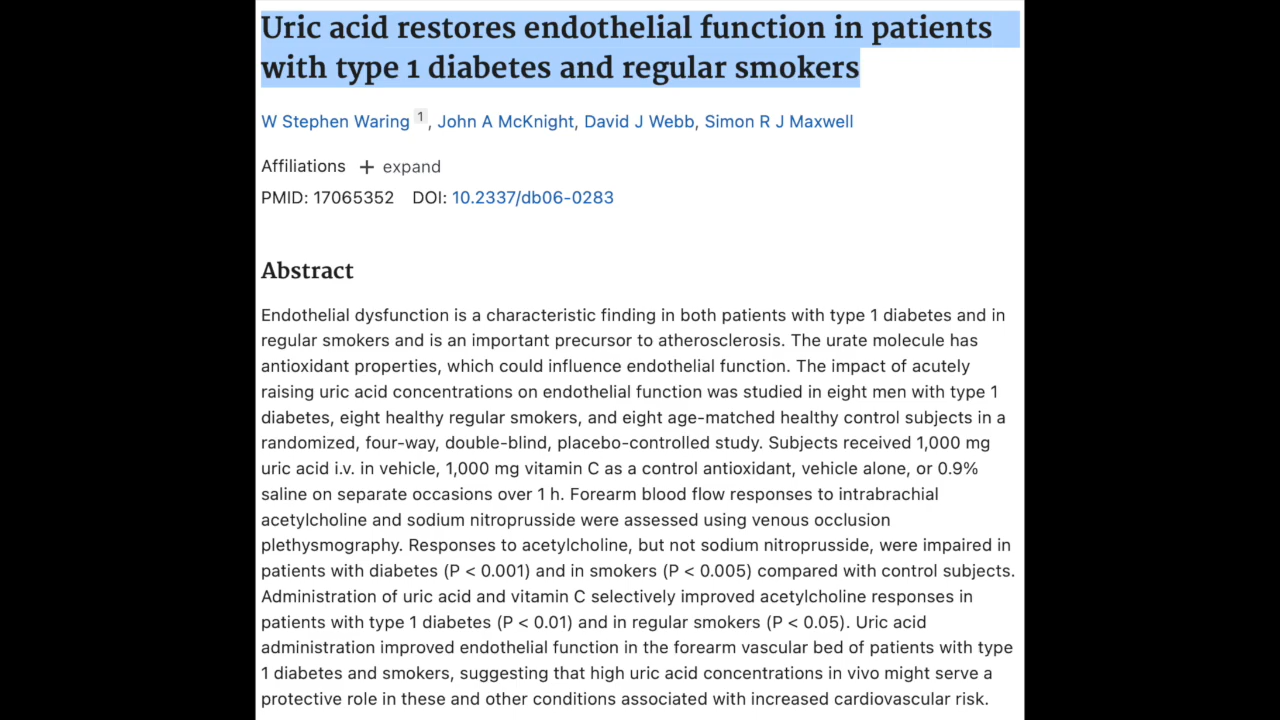 Uric acid restores endothelial function in patients
with type 1 diabetes and regular smokers
W Stephen Waring 1, John A McKnight, David J Webb, Simon R J Maxwell
Affiliations + expand
PMID: 17065352 DOI: 10.2337/db06-0283
Abstract
Endothelial dysfunction is a characteristic finding in both patients with type 1 diabetes and in
regular smokers and is an important precursor to atherosclerosis. The urate molecule has
antioxidant properties, which could influence endothelial function. The impact of acutely
raising uric acid concentrations on endothelial function was studied in eight men with type 1
diabetes, eight healthy regular smokers, and eight age-matched healthy control subjects in a
randomized, four-way, double-blind, placebo-controlled study. Subjects received 1,000 mg
uric acid i.v. in vehicle, 1,000 mg vitamin C as a control antioxidant, vehicle alone, or 0.9%
saline on separate occasions over 1 h. Forearm blood flow responses to intrabrachial
acetylcholine and sodium nitroprusside were assessed using venous occlusion
plethysmography. Responses to acetylcholine, but not sodium nitroprusside, were impaired in
patients with diabetes (P < 0.001) and in smokers (P < 0.005) compared with control subjects.
Administration of uric acid and vitamin C selectively improved acetylcholine responses in
patients with type 1 diabetes (P < 0.01) and in regular smokers (P < 0.05). Uric acid
administration improved endothelial function in the forearm vascular bed of patients with type
1 diabetes and smokers, suggesting that high uric acid concentrations in vivo might serve a
protective role in these and other conditions associated with increased cardiovascular risk.